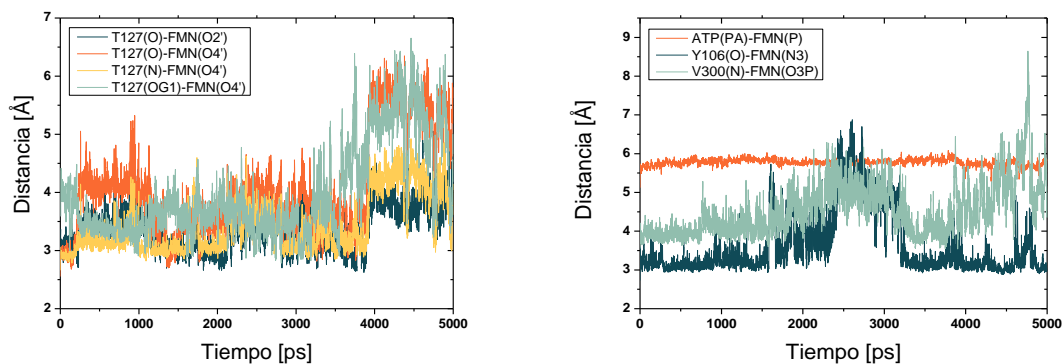 T127(O)-FMN(O2')
T127(O)-FMN(O4')
T127(N)-FMN(O4')
T127(OG1)-FMN(O4')
7
6
5
4
3
2
Distancia [Å]
0 1000 2000 3000 4000 5000
Tiempo [ps]
ATP(PA)-FMN(P)
Y106(O)-FMN(N3)
V300(N)-FMN(O3P)
9
8
7
6
5
4
3
2
Distancia [Å]
0 1000 2000 3000 4000 5000
Tiempo [ps]